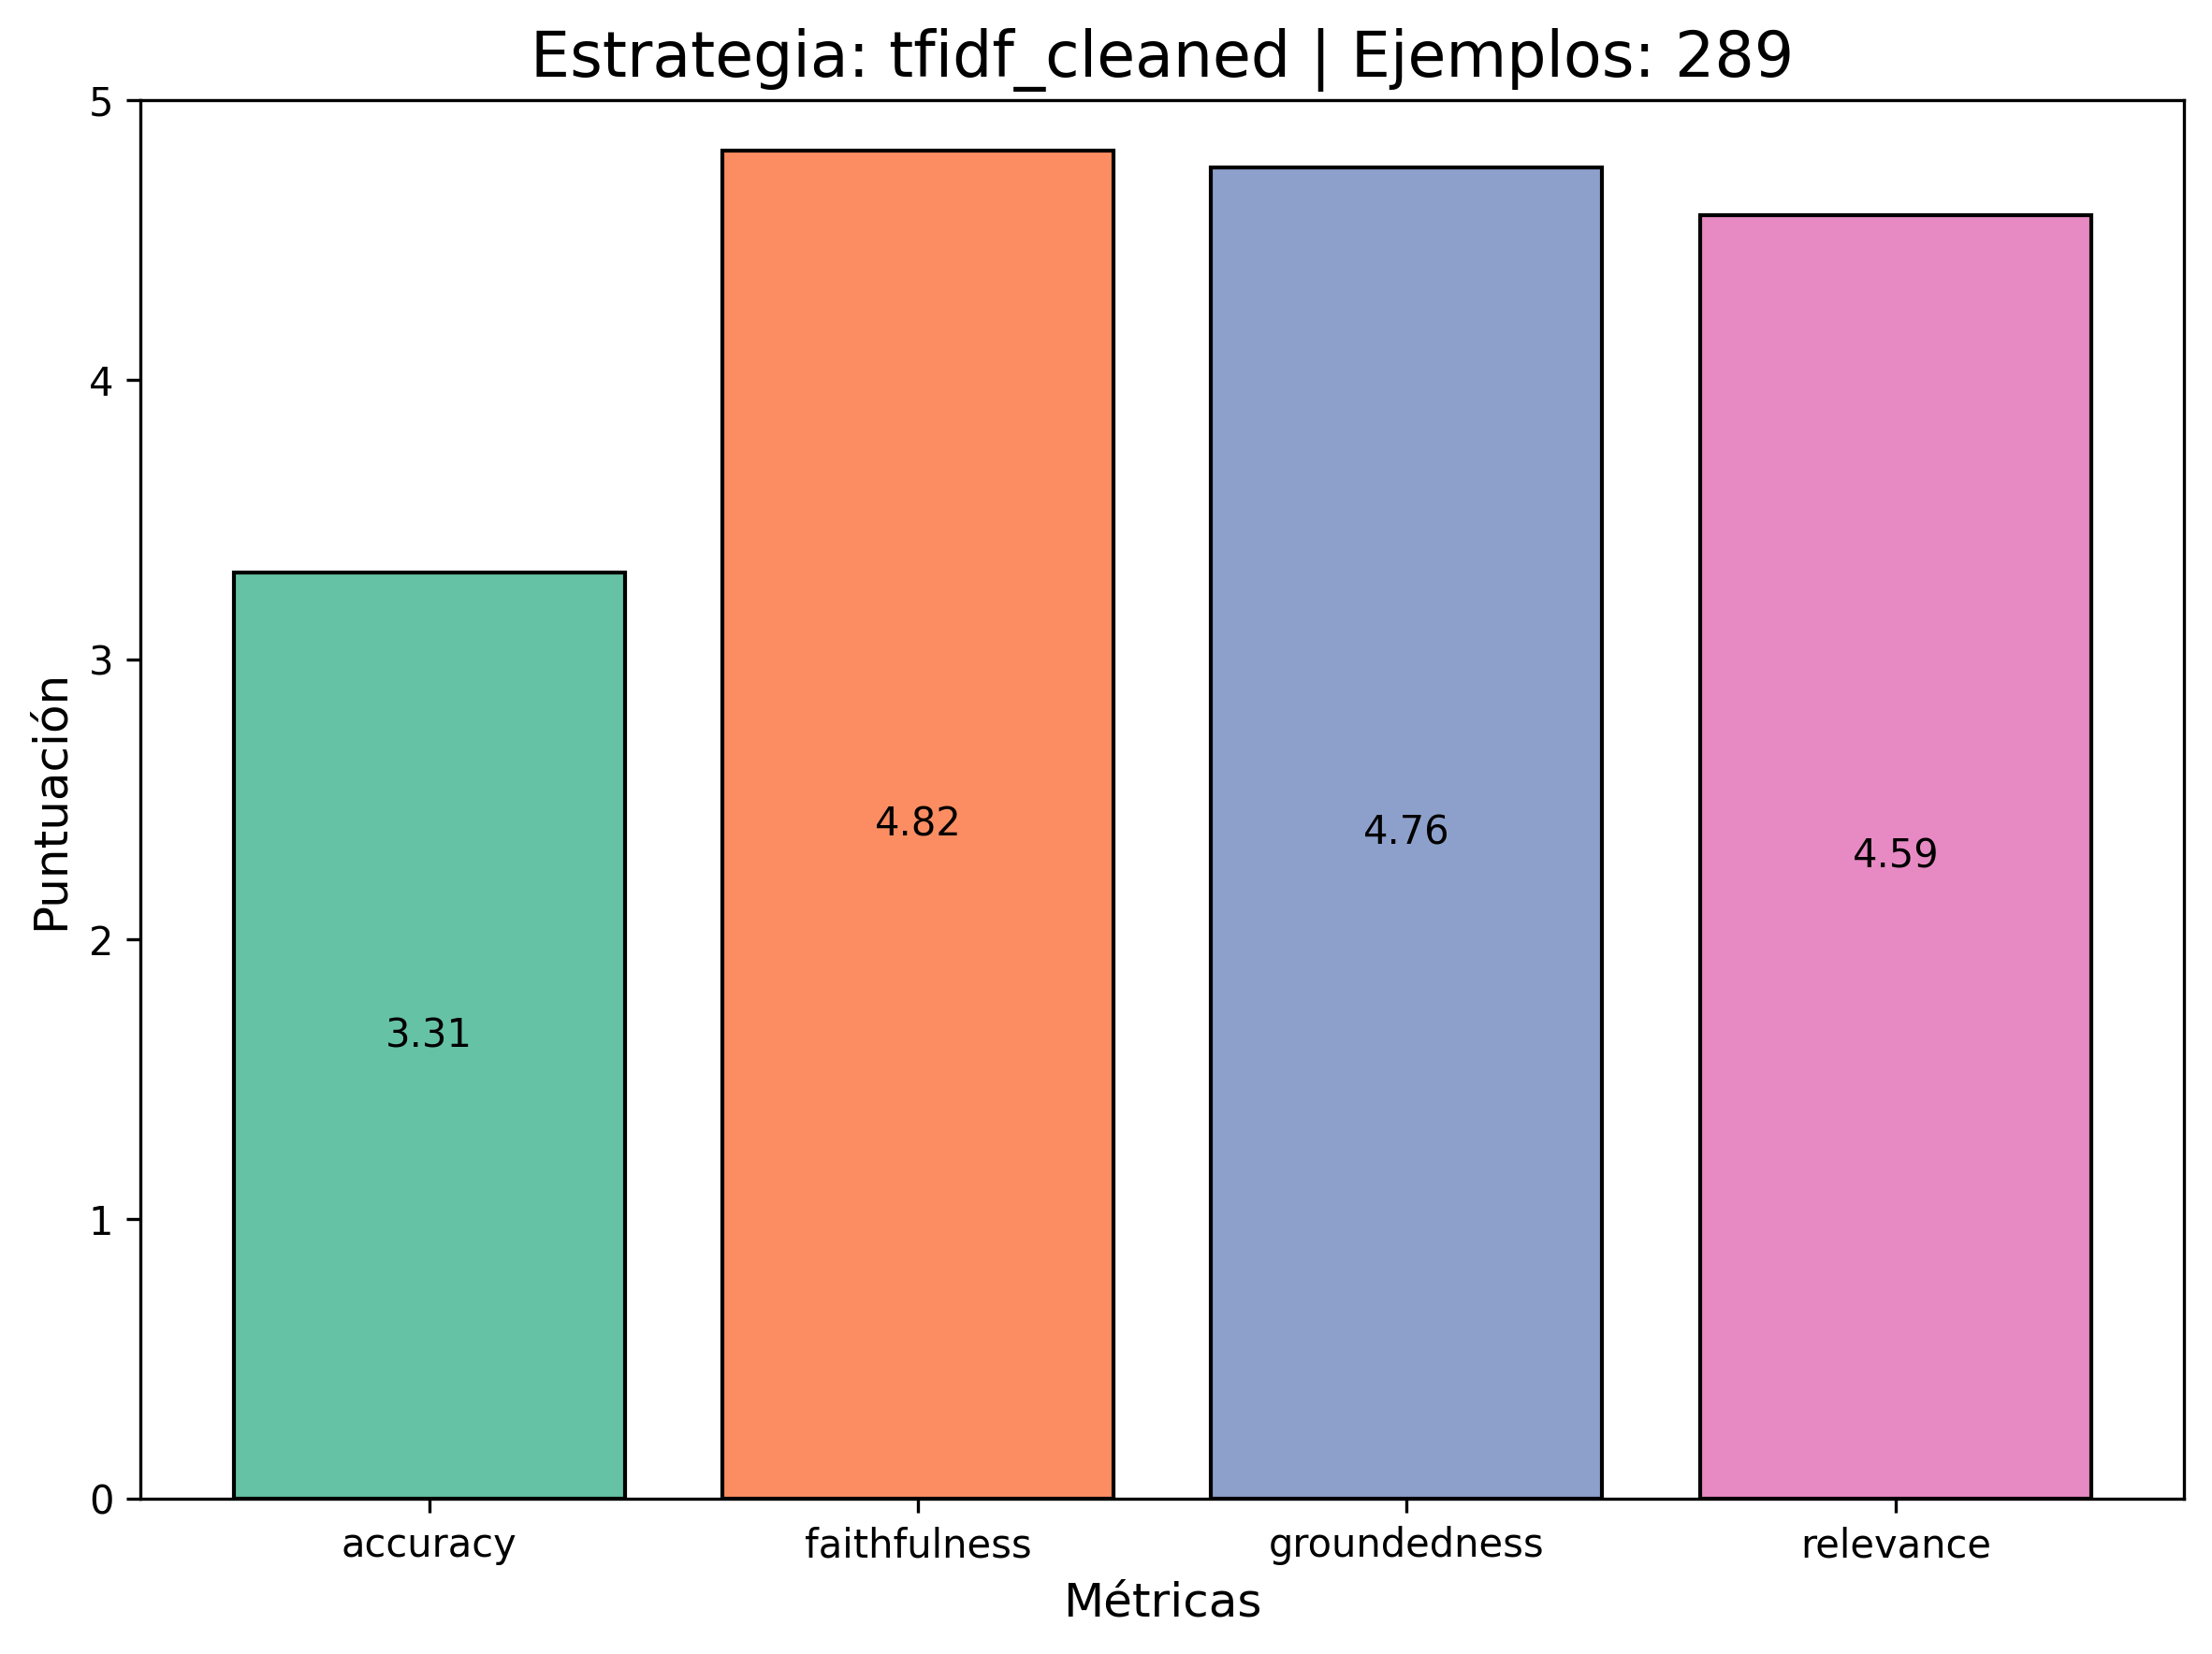 Estrategia: tfidf_cleaned | Ejemplos: 289
Puntuación
5
4
3
2
1
0
3.31
4.82
4.76
4.59
accuracy
faithfulness
groundedness
relevance
Métricas